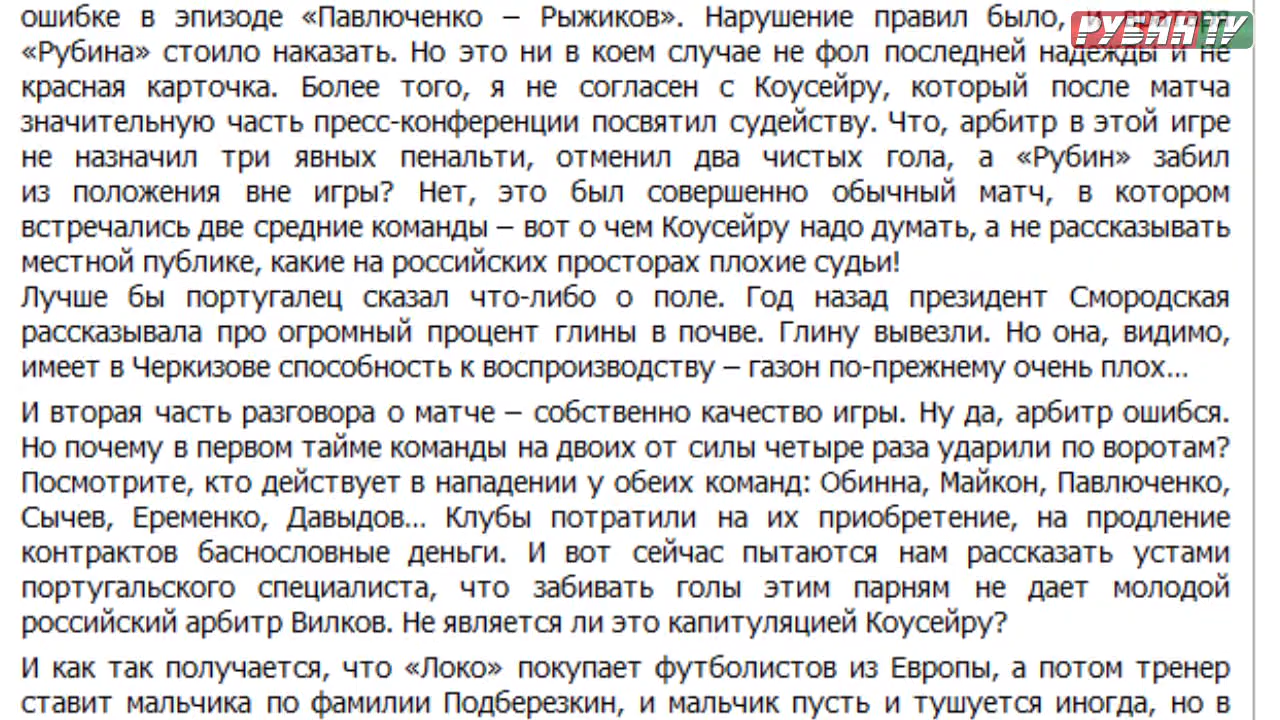 ошибке в эпизоде «Павлюченко – Рыжиков». Нарушение правил было, и вратаря
РУБИН TV
«Рубина» стоило наказать. Но это ни в коем случае не фол последней надежды и не
красная карточка. Более того, я не согласен с Коусейру, который после матча
значительную часть пресс-конференции посвятил судейству. Что, арбитр в этой игре
не назначил три явных пенальти, отменил два чистых гола, а «Рубин» забил
из положения вне игры? Нет, это был совершенно обычный матч, в котором
встречались две средние команды – вот о чем Коусейру надо думать, а не рассказывать
местной публике, какие на российских просторах плохие судьи!
Лучше бы португалец сказал что-либо о поле. Год назад президент Смородская
рассказывала про огромный процент глины в почве. Глину вывезли. Но она, видимо,
имеет в Черкизове способность к воспроизводству – газон по-прежнему очень плох…
И вторая часть разговора о матче – собственно качество игры. Ну да, арбитр ошибся.
Но почему в первом тайме команды на двоих от силы четыре раза ударили по воротам?
Посмотрите, кто действует в нападении у обеих команд: Обинна, Майкон, Павлюченко,
Сычев, Еременко, Давыдов… Клубы потратили на их приобретение, на продление
контрактов баснословные деньги. И вот сейчас пытаются нам рассказать устами
португальского специалиста, что забивать голы этим парням не дает молодой
российский арбитр Вилков. Не является ли это капитуляцией Коусейру?
И как так получается, что «Локо» покупает футболистов из Европы, а потом тренер
ставит мальчика по фамилии Подберезкин, и мальчик пусть и тушуется иногда, но в